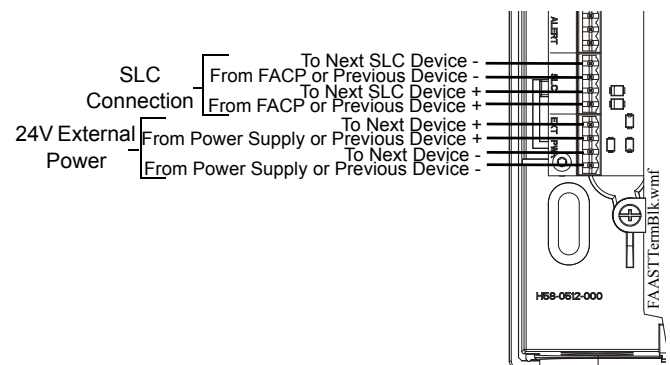 ALERT
SLC
Connection
To Next SLC Device -
From FACP or Previous Device -
To Next SLC Device +
From FACP or Previous Device +
SLC
24V External
Power
To Next Device +
From Power Supply or Previous Device +
To Next Device -
From Power Supply or Previous Device -
EXT PWR
H58-0512-000
FAASTTermBlk.wmf